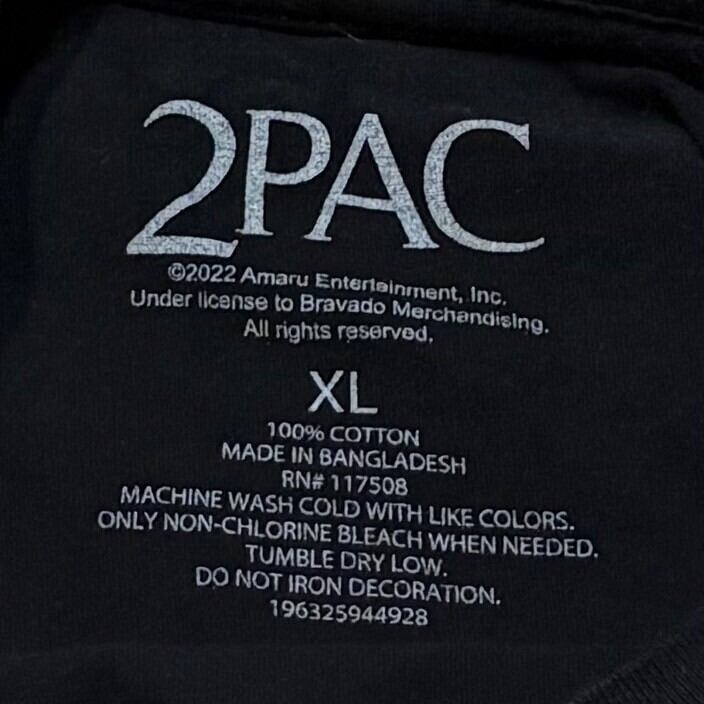 2PAC
©2022 Amaru Entertainment, Inc.
Under license to Bravado Merchandising.
All rights reserved.
XL
100% COTTON
MADE IN BANGLADESH
RN# 117508
MACHINE WASH COLD WITH LIKE COLORS.
ONLY NON-CHLORINE BLEACH WHEN NEEDED.
TUMBLE DRY LOW.
DO NOT IRON DECORATION.
196325944928